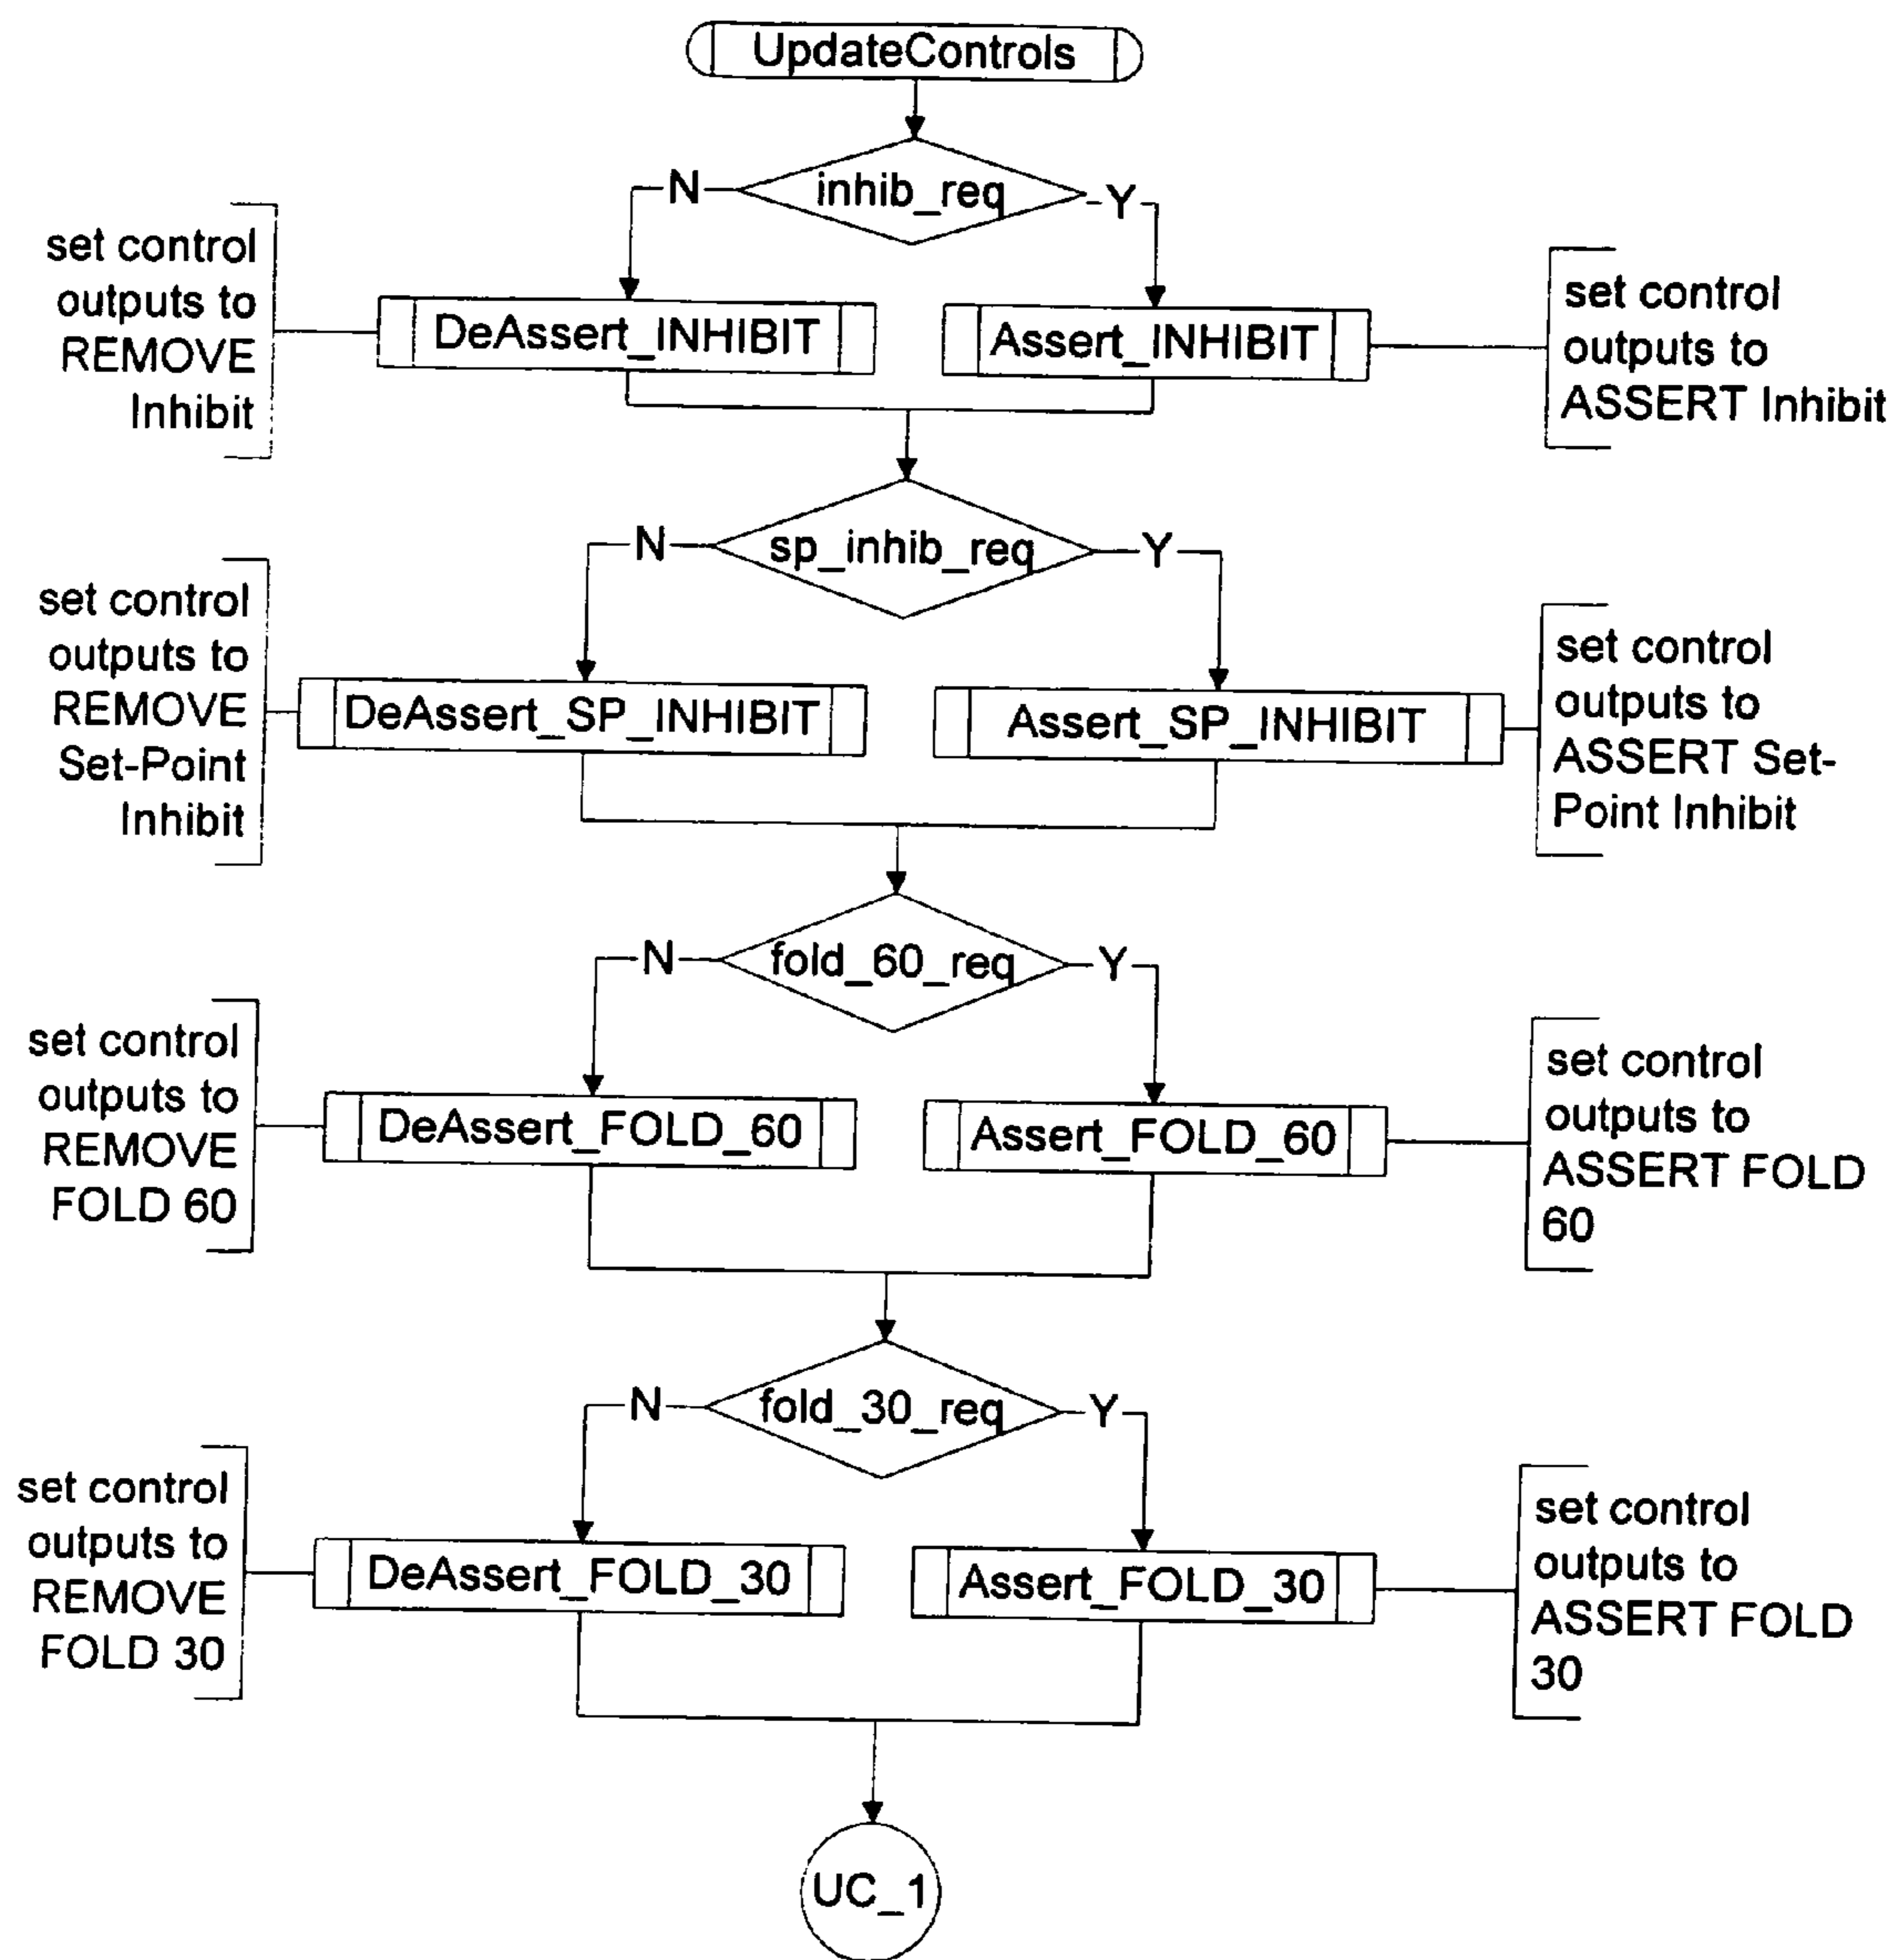 UpdateControls
inhib_req
N
Y
set control
outputs to
REMOVE
Inhibit
DeAssert_INHIBIT
Assert_INHIBIT
set control
outputs to
ASSERT Inhibit
sp_inhib_req
N
Y
set control
outputs to
REMOVE
Set-Point
Inhibit
DeAssert_SP_INHIBIT
Assert_SP_INHIBIT
set control
outputs to
ASSERT Set-
Point Inhibit
fold_60_req
N
Y
set control
outputs to
REMOVE
FOLD 60
DeAssert_FOLD_60
Assert_FOLD_60
set control
outputs to
ASSERT FOLD
60
fold_30_req
N
Y
set control
outputs to
REMOVE
FOLD 30
DeAssert_FOLD_30
Assert_FOLD_30
set control
outputs to
ASSERT FOLD
30
UC_1